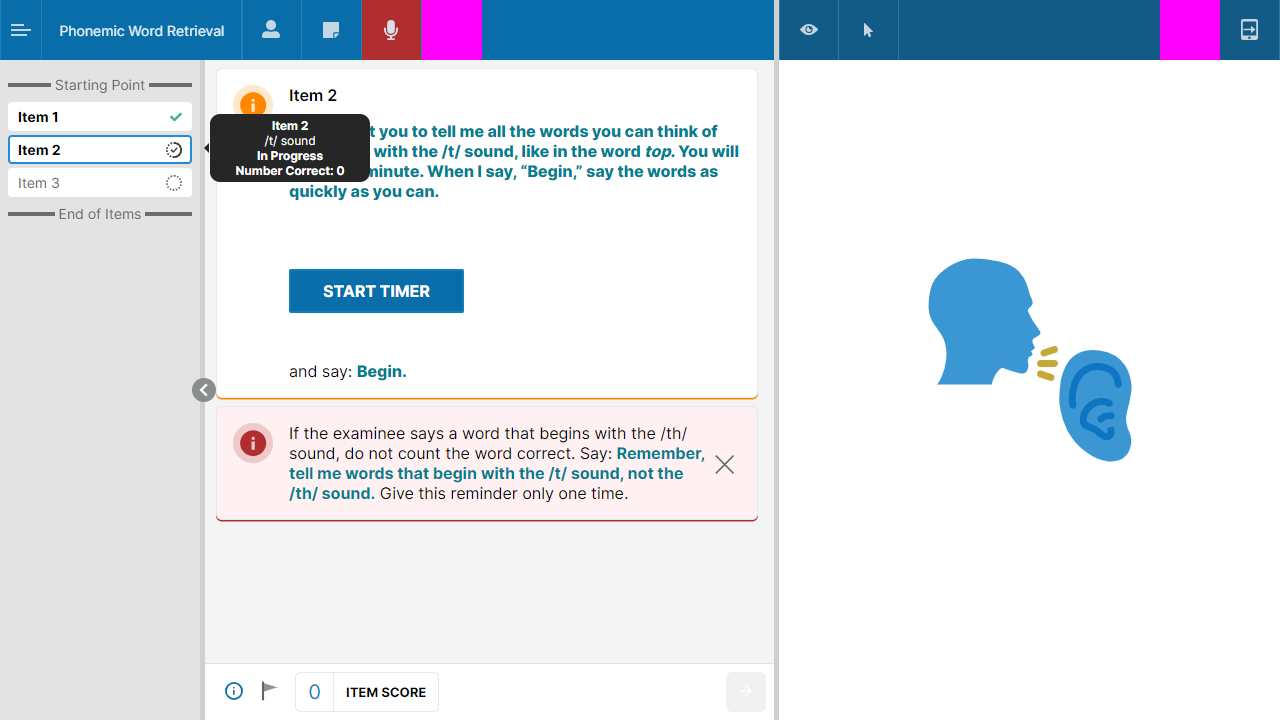 Phonemic Word Retrieval
Starting Point
Item 1
Item 2
Item 3
End of Items
Item 2
Item 2
/t/ sound
In Progress
Number Correct: 0
you to tell me all the words you can think of
with the /t/ sound, like in the word top. You will
minute. When I say, “Begin,” say the words as
quickly as you can.
START TIMER
and say: Begin.
If the examinee says a word that begins with the /th/
sound, do not count the word correct. Say: Remember,
tell me words that begin with the /t/ sound, not the
/th/ sound. Give this reminder only one time.
0 ITEM SCORE